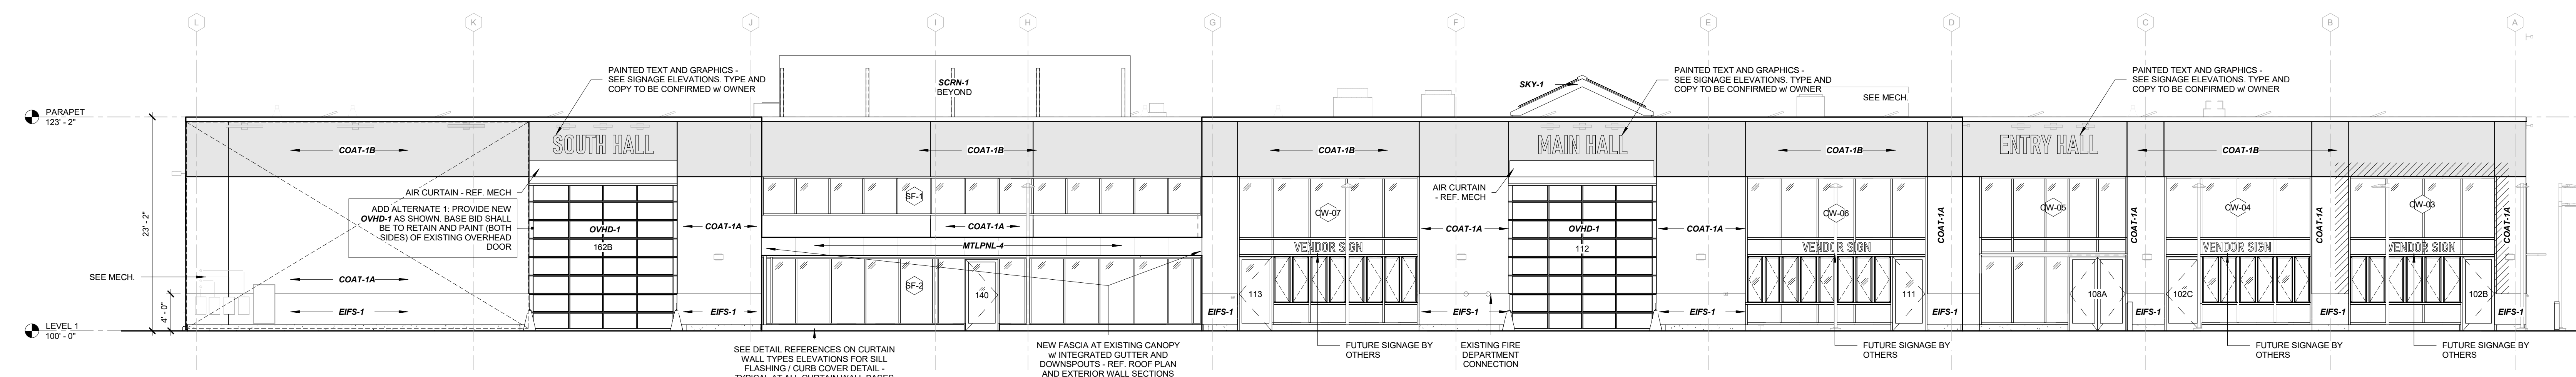 L
K
J
I
H
G
F
E
D
C
B
A
PARAPET
123' - 2"
23' - 2"
4' - 0"
LEVEL 1
100' - 0"
SEE MECH.
COAT-1B
COAT-1A
EIFS-1
PAINTED TEXT AND GRAPHICS -
SEE SIGNAGE ELEVATIONS. TYPE AND
COPY TO BE CONFIRMED w/ OWNER
SOUTH HALL
AIR CURTAIN - REF. MECH
ADD ALTERNATE 1: PROVIDE NEW
OVHD-1 AS SHOWN. BASE BID SHALL
BE TO RETAIN AND PAINT (BOTH
SIDES) OF EXISTING OVERHEAD
DOOR
OVHD-1
162B
COAT-1A
EIFS-1
SCRN-1
BEYOND
COAT-1B
SF-1
COAT-1A
MTLPNL-4
SF-2
140
SEE DETAIL REFERENCES ON CURTAIN
WALL TYPES ELEVATIONS FOR SILL
FLASHING / CURB COVER DETAIL -
TYPICAL AT ALL CURTAIN WALL BASES
NEW FASCIA AT EXISTING CANOPY
w/ INTEGRATED GUTTER AND
DOWNSPOUTS - REF. ROOF PLAN
AND EXTERIOR WALL SECTIONS
EIFS-1
COAT-1B
CW-07
VENDOR SIGN
113
FUTURE SIGNAGE BY
OTHERS
COAT-1A
EIFS-1
EXISTING FIRE
DEPARTMENT
CONNECTION
AIR CURTAIN
- REF. MECH
SKY-1
PAINTED TEXT AND GRAPHICS -
SEE SIGNAGE ELEVATIONS. TYPE AND
COPY TO BE CONFIRMED w/ OWNER
MAIN HALL
OVHD-1
112
COAT-1A
EIFS-1
SEE MECH.
COAT-1B
CW-06
VENDOR SIGN
111
FUTURE SIGNAGE BY
OTHERS
COAT-1A
EIFS-1
PAINTED TEXT AND GRAPHICS -
SEE SIGNAGE ELEVATIONS. TYPE AND
COPY TO BE CONFIRMED w/ OWNER
ENTRY HALL
CW-05
108A
COAT-1A
EIFS-1
COAT-1B
CW-04
VENDOR SIGN
102C
FUTURE SIGNAGE BY
OTHERS
COAT-1A
EIFS-1
CW-03
VENDOR SIGN
102B
FUTURE SIGNAGE BY
OTHERS
COAT-1A
EIFS-1